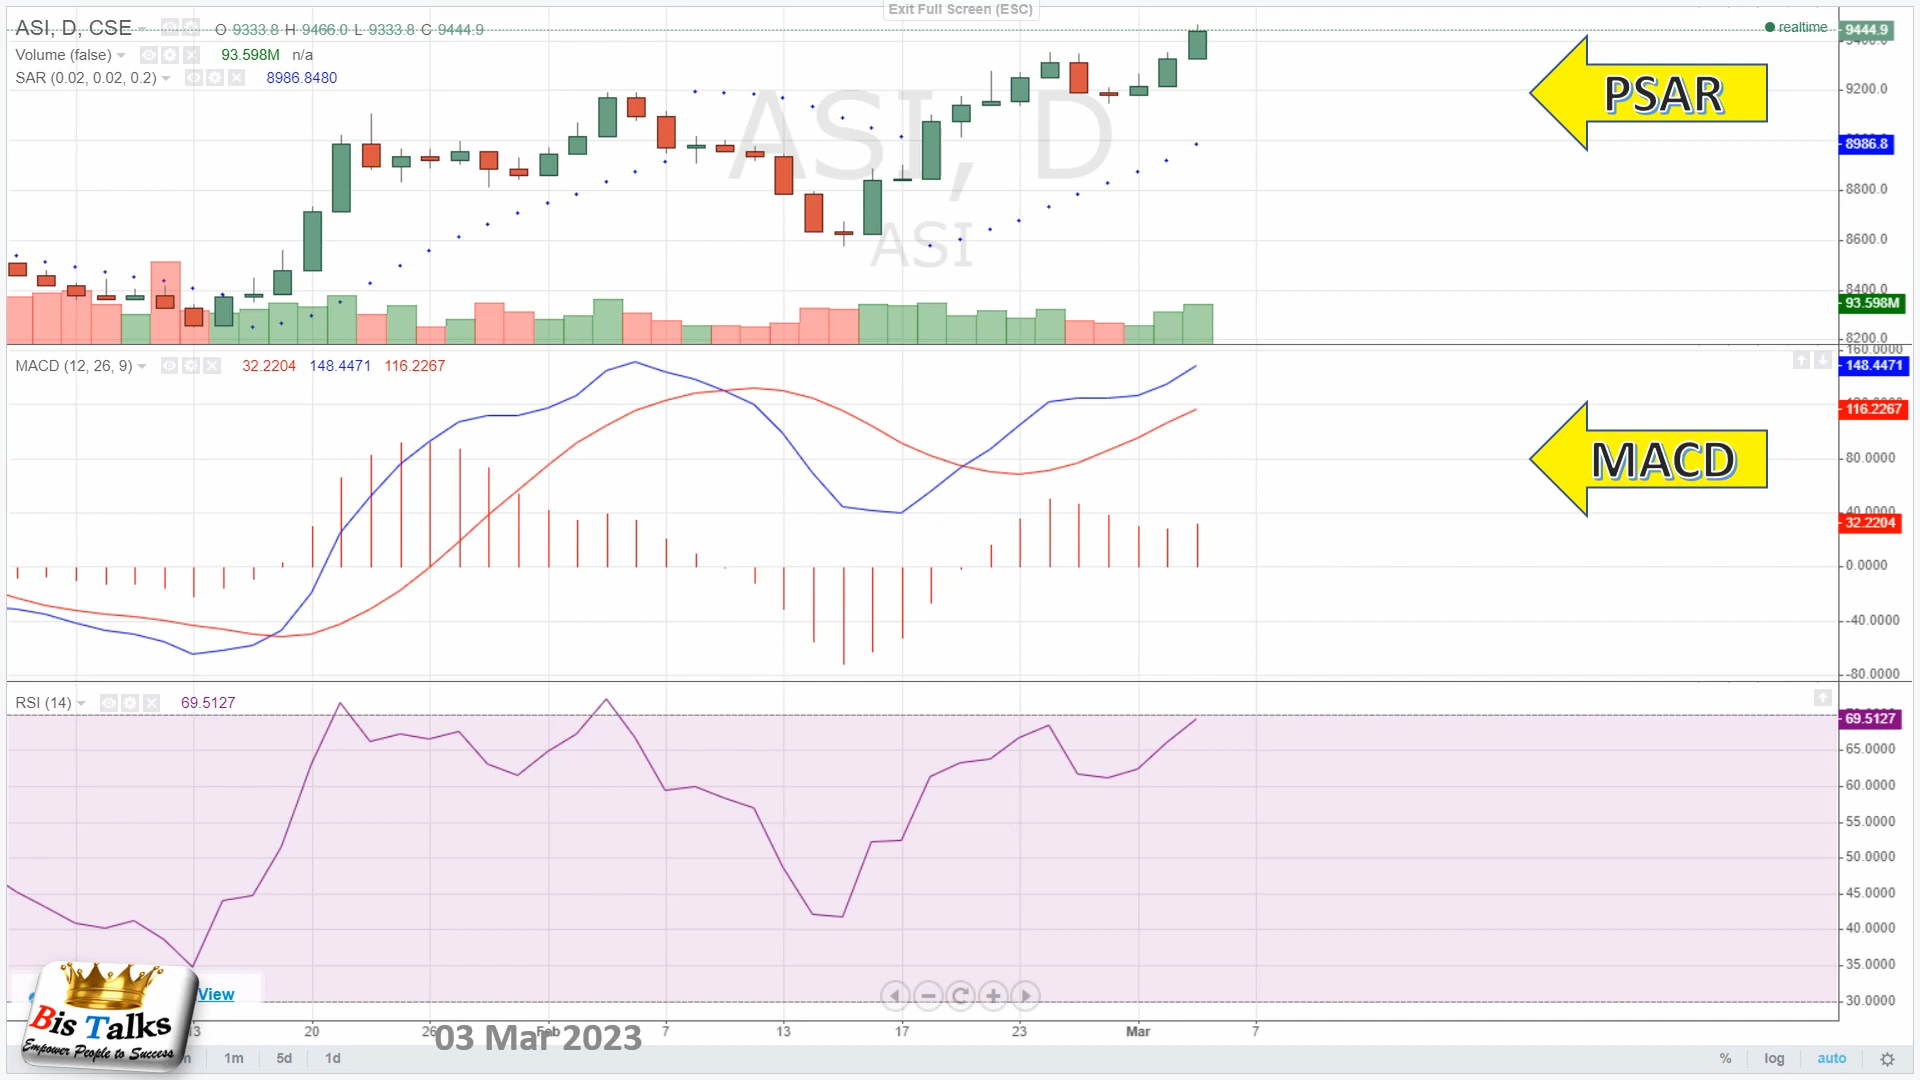 Exit Full Screen (ESC)
ASI, D, CSE O 9333.8 H 9466.0 L 9333.8 C 9444.9
realtime
Volume (false) 93.598M n/a
SAR (0.02, 0.02, 0.2) 8986.8480
ASI, D
ASI
9444.9
9200.0
8986.8
8800.0
8600.0
8400.0
93.598M
8200.0
PSAR
MACD (12, 26, 9) 32.2204 148.4471 116.2267
160.0000
148.4471
116.2267
80.0000
40.0000
32.2204
0.0000
-40.0000
-80.0000
MACD
RSI (14) 69.5127
69.5127
65.0000
60.0000
55.0000
50.0000
45.0000
40.0000
35.0000
30.0000
View
Bis Talks
Empower People to Success
20 26 Feb 7 13 17 23 Mar 7
03 Mar 2023
1m 5d 1d
% log auto